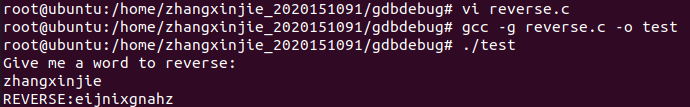 root@ubuntu:/home/zhangxinjie_2020151091/gdbdebug# vi reverse.c
root@ubuntu:/home/zhangxinjie_2020151091/gdbdebug# gcc -g reverse.c -o test
root@ubuntu:/home/zhangxinjie_2020151091/gdbdebug# ./test
Give me a word to reverse:
zhangxinjie
REVERSE:eijnixgnahz